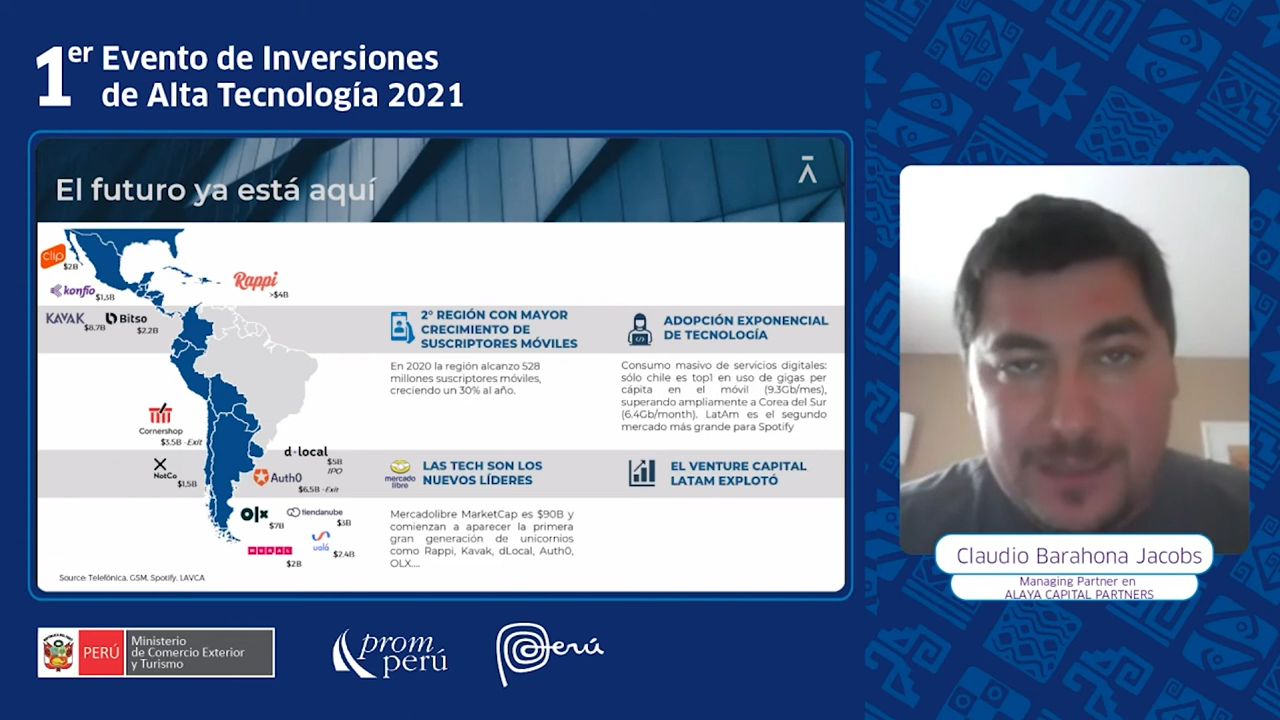 1er Evento de Inversiones
de Alta Tecnología 2021
El futuro ya está aquí
clip
$2B
konfío
$1,3B
KAVAK
$8.7B
Bitso
$2.2B
Rappi
>$4B
Cornershop
$3.5B -Exit
NotCo
$1,5B
d·local
$5B
IPO
Auth0
$6,5B -Exit
olx
$7B
tiendanube
$3B
MURAL
$2B
ualá
$2.4B
2° REGIÓN CON MAYOR
CRECIMIENTO DE
SUSCRIPTORES MÓVILES
En 2020 la región alcanzo 528
millones suscriptores móviles,
creciendo un 30% al año.
ADOPCIÓN EXPONENCIAL
DE TECNOLOGÍA
Consumo masivo de servicios digitales:
sólo chile es top1 en uso de gigas per
cápita en el móvil (9.3Gb/mes),
superando ampliamente a Corea del Sur
(6.4Gb/month). LatAm es el segundo
mercado más grande para Spotify
mercado
libre
LAS TECH SON LOS
NUEVOS LÍDERES
Mercadolibre MarketCap es $90B y
comienzan a aparecer la primera
gran generación de unicornios
como Rappi, Kavak, dLocal, Auth0,
OLX....
EL VENTURE CAPITAL
LATAM EXPLOTÓ
Source: Telefónica, GSM, Spotify, LAVCA
Claudio Barahona Jacobs
Managing Partner en
ALAYA CAPITAL PARTNERS
PERÚ
Ministerio
de Comercio Exterior
y Turismo
prom
perú
Perú